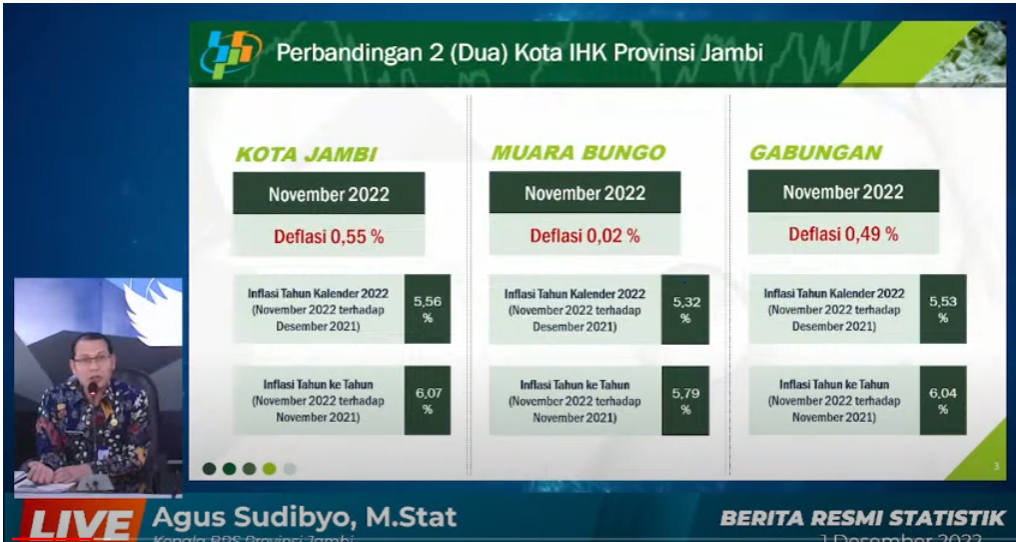 Perbandingan 2 (Dua) Kota IHK Provinsi Jambi
KOTA JAMBI
November 2022
Deflasi 0,55 %
Inflasi Tahun Kalender 2022
(November 2022 terhadap
Desember 2021)
5,56
%
Inflasi Tahun ke Tahun
(November 2022 terhadap
November 2021)
6,07
%
MUARA BUNGO
November 2022
Deflasi 0,02 %
Inflasi Tahun Kalender 2022
(November 2022 terhadap
Desember 2021)
5,32
%
Inflasi Tahun ke Tahun
(November 2022 terhadap
November 2021)
5,79
%
GABUNGAN
November 2022
Deflasi 0,49 %
Inflasi Tahun Kalender 2022
(November 2022 terhadap
Desember 2021)
5,53
%
Inflasi Tahun ke Tahun
(November 2022 terhadap
November 2021)
6,04
%
3
LIVE
Agus Sudibyo, M.Stat
Kepala BPS Provinsi Jambi
BERITA RESMI STATISTIK
1 Desember 2022